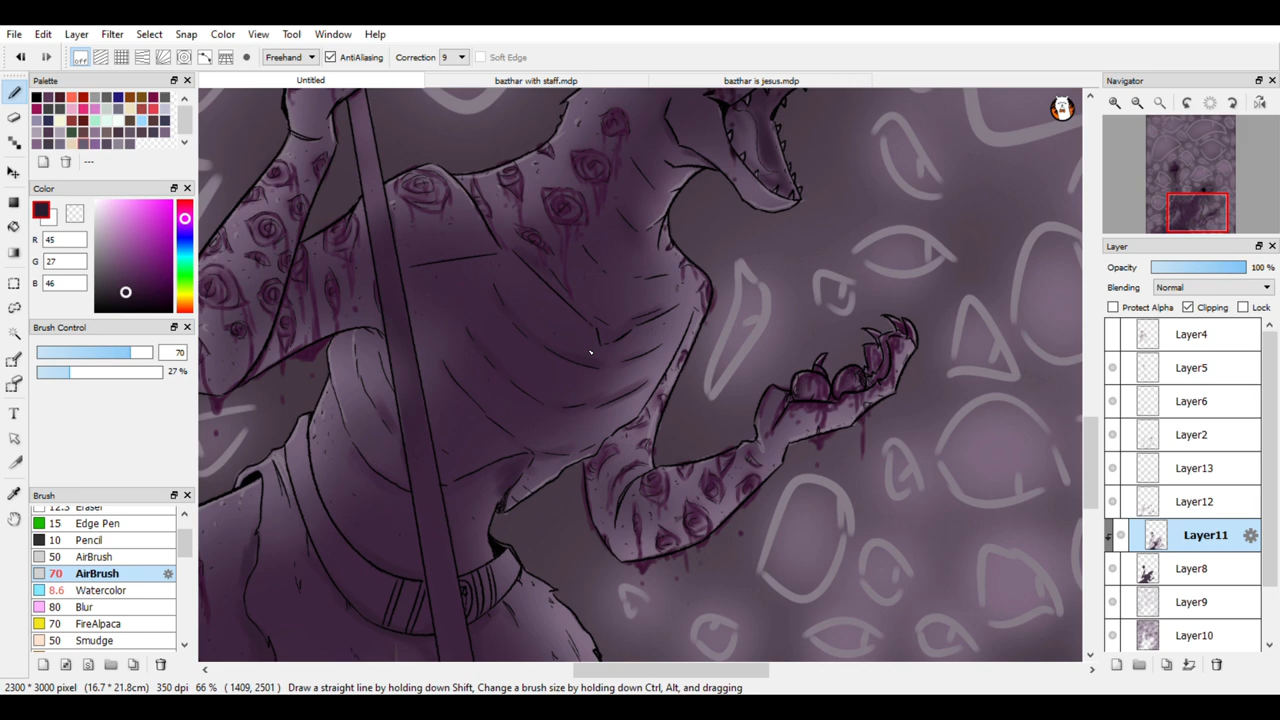 File Edit Layer Filter Select Snap Color View Tool Window Help
off Freehand AntiAliasing Correction 9 Soft Edge
Palette
Untitled bazthar with staff.mdp bazthar is jesus.mdp
Navigator
---
Color
R 45
G 27
B 46
Brush Control
70
27 %
Layer
Opacity 100 %
Blending Normal
Protect Alpha Clipping Lock
Layer4
Layer5
Layer6
Layer2
Layer13
Layer12
Layer11
Layer8
Layer9
Layer10
Brush
12.3 Eraser
15 Edge Pen
10 Pencil
50 AirBrush
70 AirBrush
8.6 Watercolor
80 Blur
70 FireAlpaca
50 Smudge
2300 * 3000 pixel (16.7 * 21.8cm) 350 dpi 66 % ( 1409, 2501 ) Draw a straight line by holding down Shift, Change a brush size by holding down Ctrl, Alt, and dragging